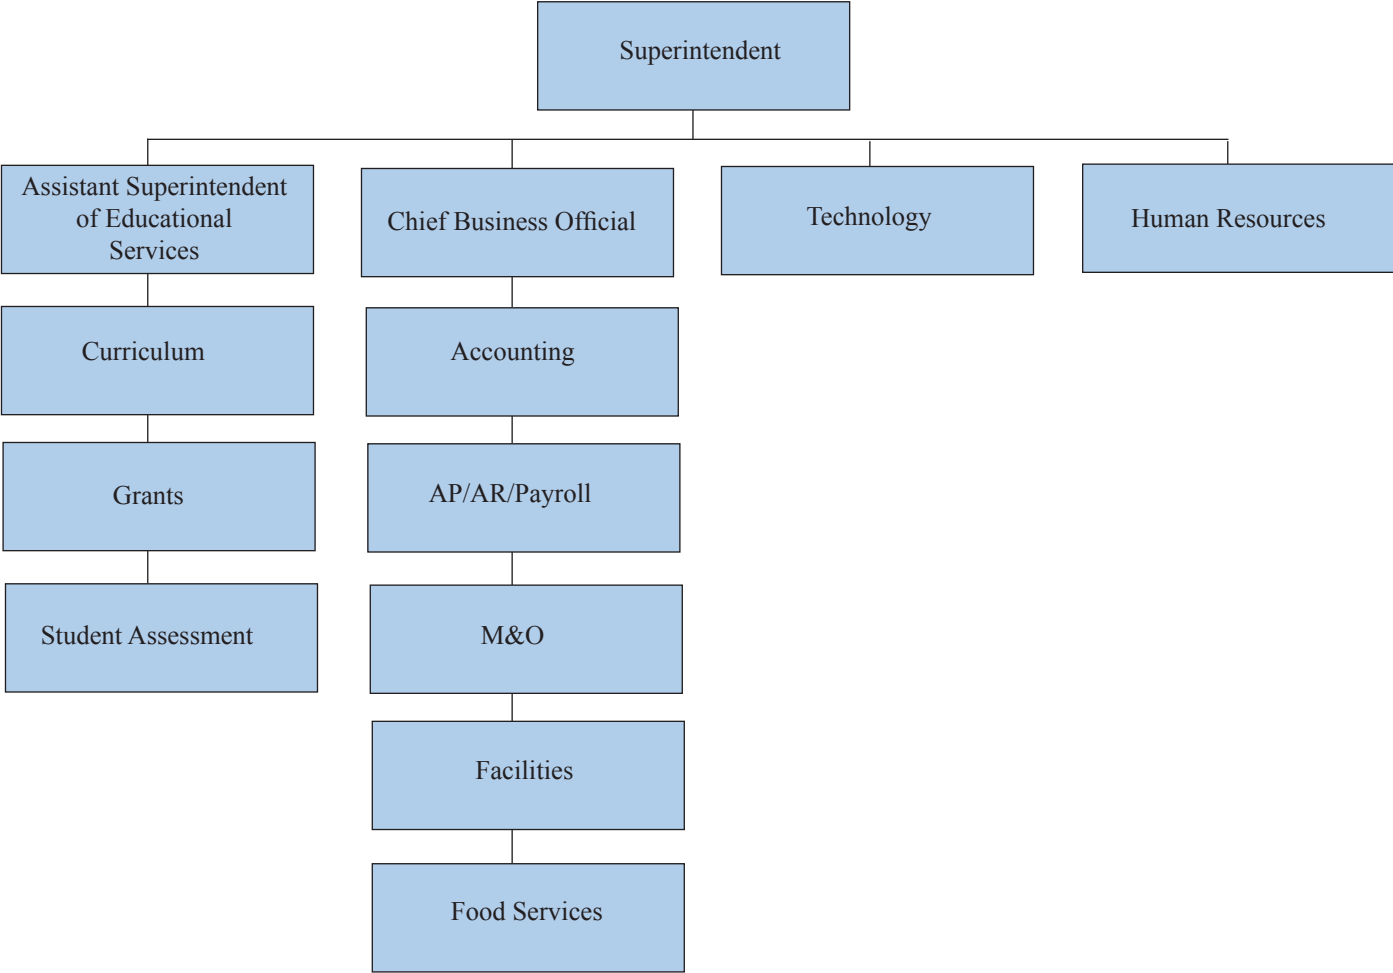 Superintendent
Assistant Superintendent
of Educational
Services
Chief Business Official
Technology
Human Resources
Curriculum
Accounting
Grants
AP/AR/Payroll
Student Assessment
M&O
Facilities
Food Services